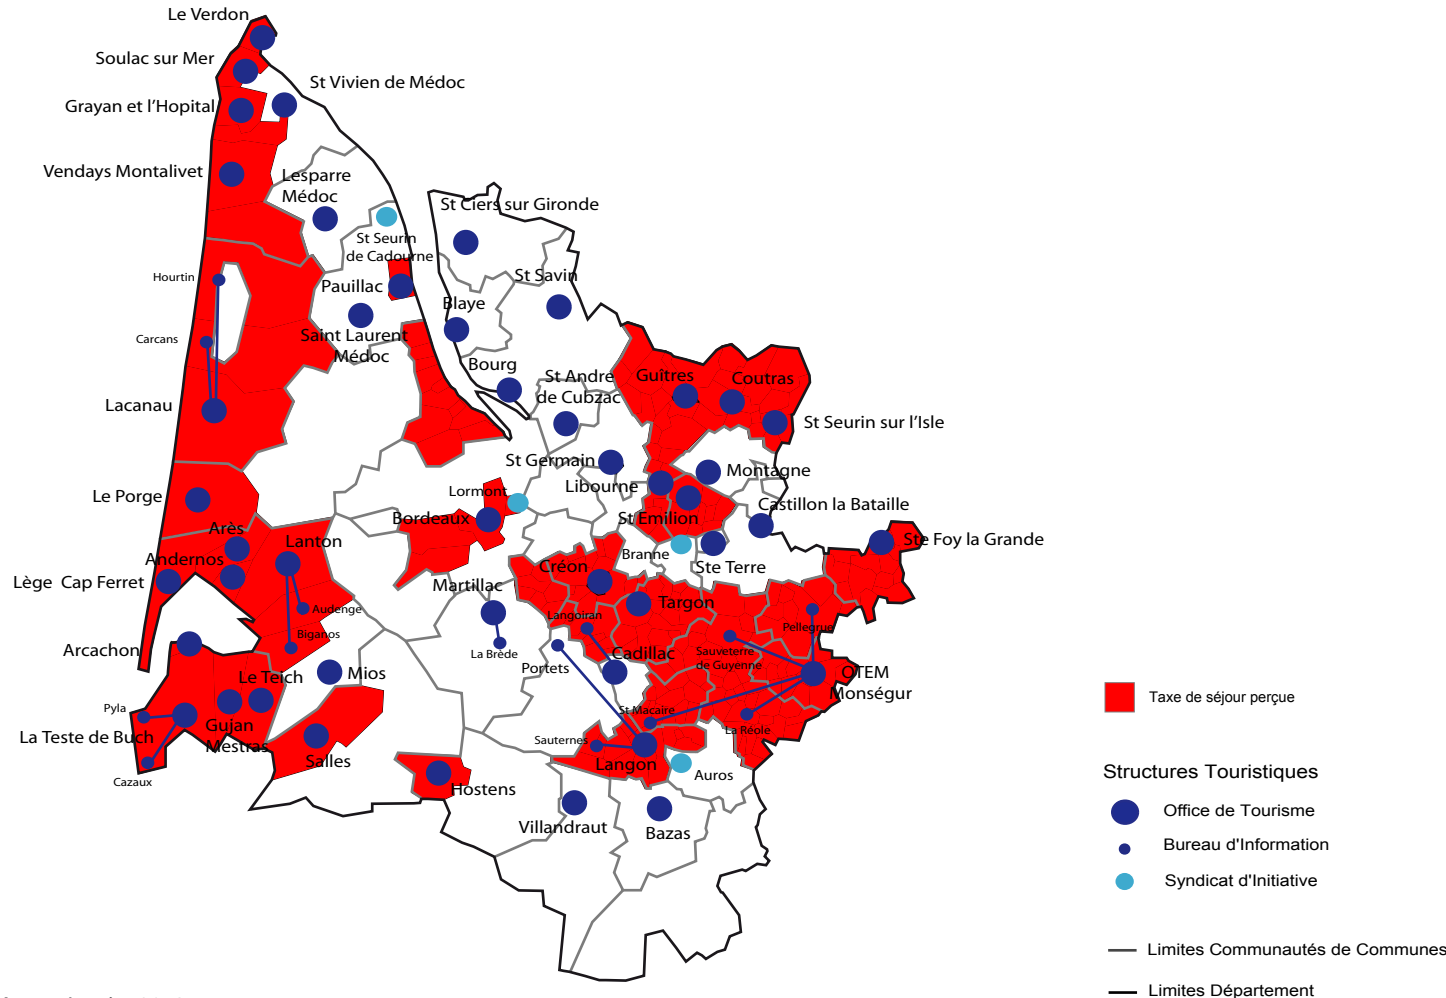 Le Verdon
Soulac sur Mer
St Vivien de Médoc
Grayan et l'Hopital
Vendays Montalivet
Lesparre
Médoc
St Ciers sur Gironde
St Seurin
de Cadourne
Hourtin
St Savin
Pauillac
Blaye
Carcans
Saint Laurent
Médoc
Bourg
St André
de Cubzac
Guîtres
Coutras
Lacanau
St Seurin sur l'Isle
St Germain
Montagne
Libourne
Le Porge
Lormont
Castillon la Bataille
Bordeaux
St Emilion
Arès
Lanton
Ste Foy la Grande
Andernos
Branne
Ste Terre
Créon
Lège Cap Ferret
Martillac
Targon
Audenge
Langoiran
Pellegrue
Biganos
Arcachon
La Brède
Cadillac
Sauveterre
de Guyenne
Portets
Le Teich
Mios
OTEM
Monségur
Pyla
St Macaire
La Teste de Buch
Gujan
Mestras
La Réole
Sauternes
Salles
Langon
Cazaux
Auros
Hostens
Villandraut
Bazas
Taxe de séjour perçue
Structures Touristiques
Office de Tourisme
Bureau d'Information
Syndicat d'Initiative
Limites Communautés de Communes
Limites Département